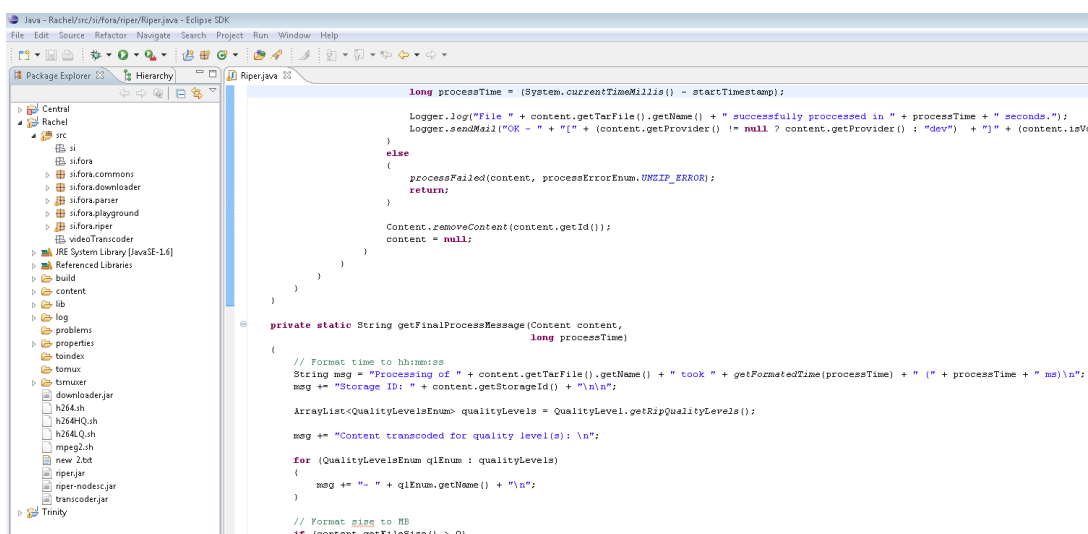 Java - Rachel/src/si/fora/riper/Riper.java - Eclipse SDK
File Edit Source Refactor Navigate Search Project Run Window Help
Package Explorer Hierarchy
Riper.java
Central
Rachel
src
si
si.fora
si.fora.commons
si.fora.downloader
si.fora.parser
si.fora.playground
si.fora.riper
videoTranscoder
JRE System Library [JavaSE-1.6]
Referenced Libraries
build
content
lib
log
problems
properties
toindex
tomux
tsmuxer
downloader.jar
h264.sh
h264HQ.sh
h264LQ.sh
mpeg2.sh
new 2.txt
riper.jar
riper-nodesc.jar
transcoder.jar
Trinity
long processTime = (System.currentTimeMillis() - startTimestamp);
Logger.log("File " + content.getTarFile().getName() + " successfully proccessed in " + processTime + " seconds.");
Logger.sendMail("OK - " + "[" + (content.getProvider() != null ? content.getProvider() : "dev") + "]" + (content.isVo
}
else
{
processFailed(content, processErrorEnum.UNZIP_ERROR);
return;
}
Content.removeContent(content.getId());
content = null;
}
}
}
}
}
private static String getFinalProcessMessage(Content content,
long processTime)
{
// Format time to hh:mm:ss
String msg = "Processing of " + content.getTarFile().getName() + " took " + getFormatedTime(processTime) + " (" + processTime + " ms)\n";
msg += "Storage ID: " + content.getStorageId() + "\n\n";
ArrayList<QualityLevelsEnum> qualityLevels = QualityLevel.getRipQualityLevels();
msg += "Content transcoded for quality level(s): \n";
for (QualityLevelsEnum qlEnum : qualityLevels)
{
msg += "- " + qlEnum.getName() + "\n";
}
// Format sise to MB
if (content.getFileSize() > 0)